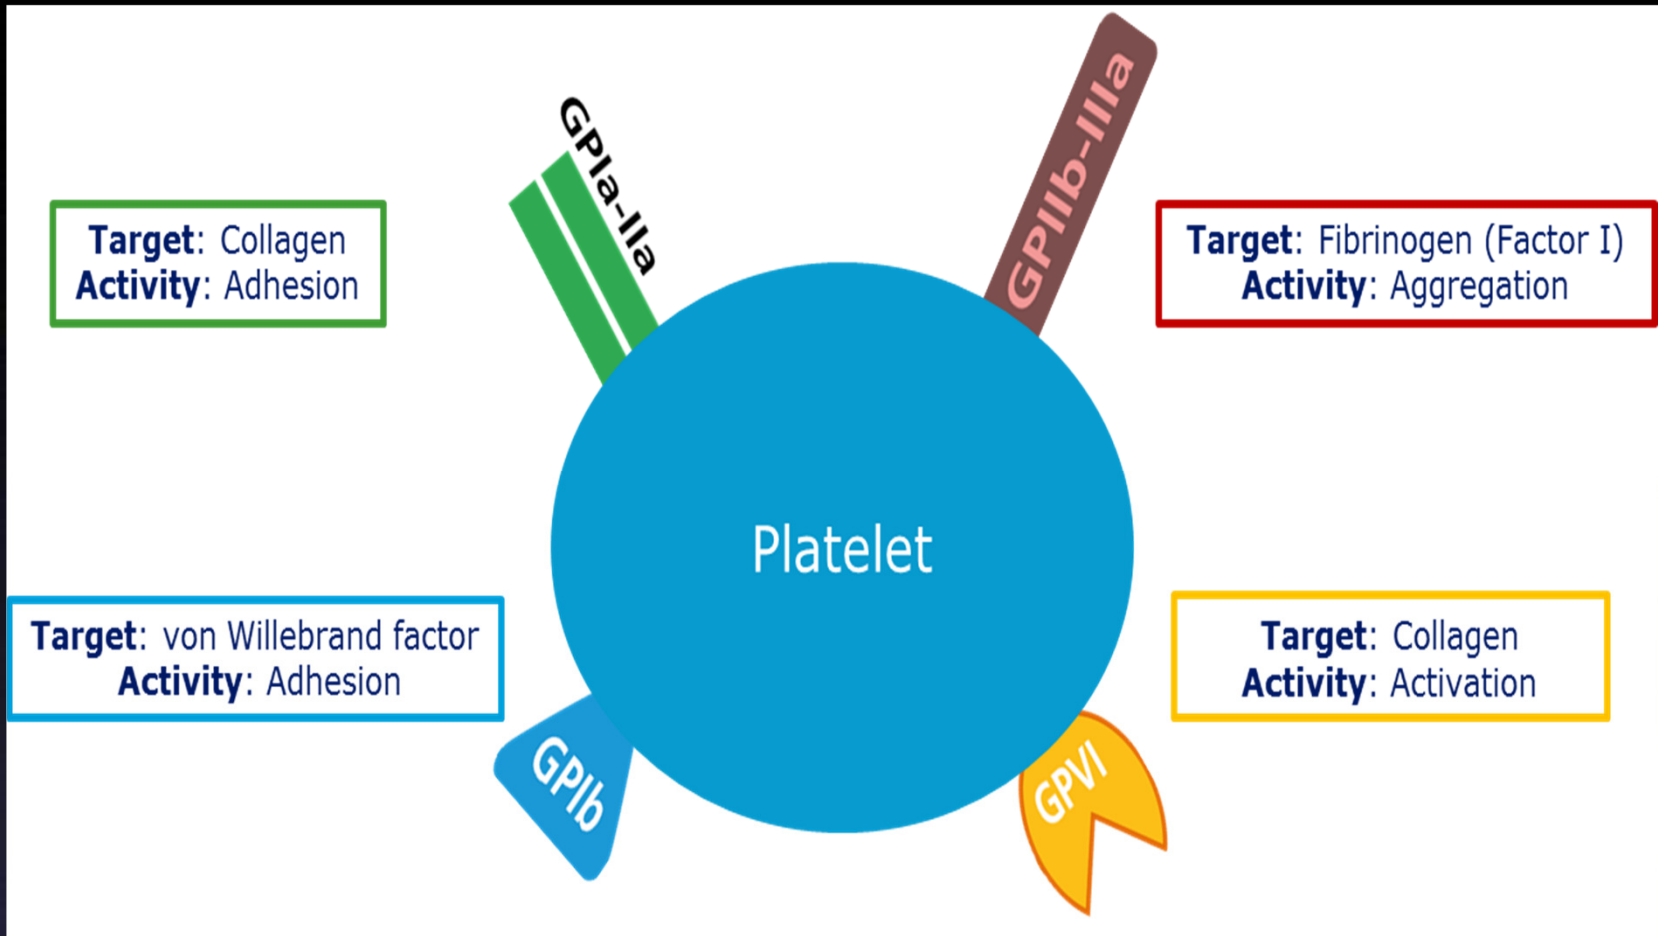 GPIa-IIa
GPIIb-IIIa
Target: Collagen
Activity: Adhesion
Target: Fibrinogen (Factor I)
Activity: Aggregation
Platelet
Target: von Willebrand factor
Activity: Adhesion
Target: Collagen
Activity: Activation
GPIb
GPVI